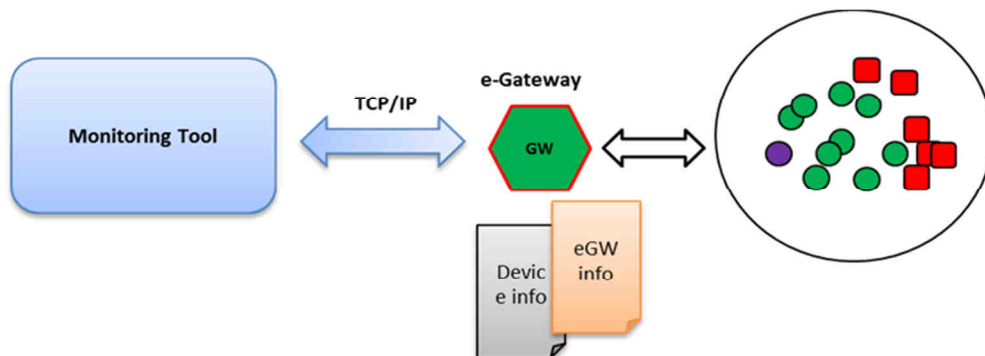 e-Gateway
TCP/IP
Monitoring Tool
GW
eGW
info
Devic
e info